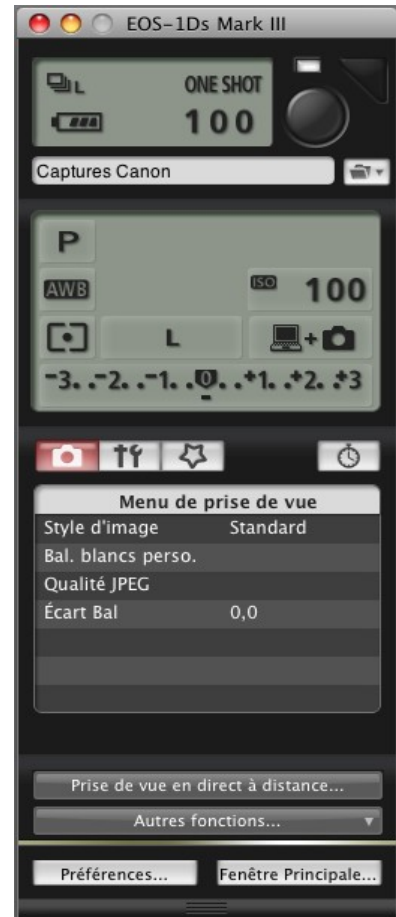 EOS-1Ds Mark III
L ONE SHOT
100
Captures Canon
P
AWB ISO 100
L +
-3. .-2. .-1. .0. .+1. .+2. .+3
Menu de prise de vue
Style d'image Standard
Bal. blancs perso.
Qualité JPEG
Écart Bal 0,0
Prise de vue en direct à distance...
Autres fonctions...
Préférences... Fenêtre Principale...